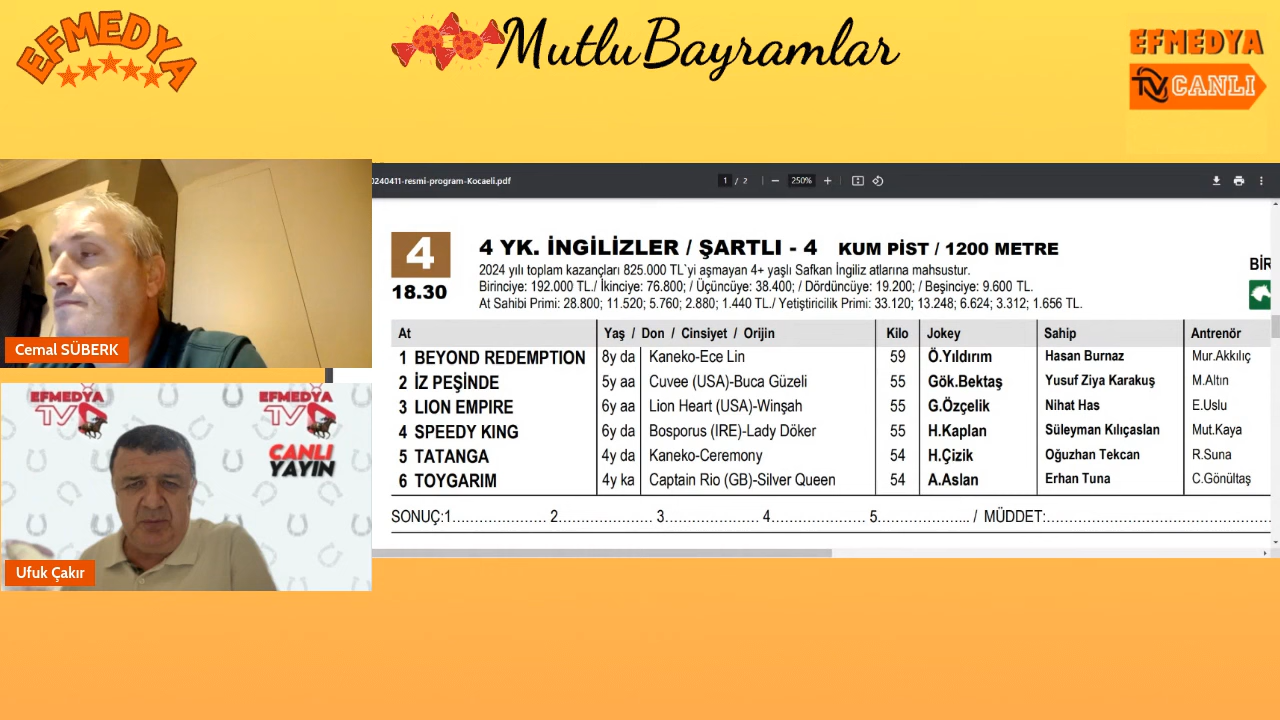 EFMEDYA
Mutlu Bayramlar
EFMEDYA
TV CANLI
20240411-resmi-program-Kocaeli.pdf
1 / 2 | − 250% +
4
18.30
4 YK. İNGİLİZLER / ŞARTLI - 4 KUM PİST / 1200 METRE
2024 yılı toplam kazançları 825.000 TL`yi aşmayan 4+ yaşlı Safkan İngiliz atlarına mahsustur.
Birinciye: 192.000 TL./ İkinciye: 76.800; / Üçüncüye: 38.400; / Dördüncüye: 19.200; / Beşinciye: 9.600 TL.
At Sahibi Primi: 28.800; 11.520; 5.760; 2.880; 1.440 TL./ Yetiştiricilik Primi: 33.120; 13.248; 6.624; 3.312; 1.656 TL.
BİR
At Yaş / Don / Cinsiyet / Orijin Kilo Jokey Sahip Antrenör
1 BEYOND REDEMPTION 8y da Kaneko-Ece Lin 59 Ö.Yıldırım Hasan Burnaz Mur.Akkılıç
2 İZ PEŞİNDE 5y aa Cuvee (USA)-Buca Güzeli 55 Gök.Bektaş Yusuf Ziya Karakuş M.Altın
3 LION EMPIRE 6y aa Lion Heart (USA)-Winşah 55 G.Özçelik Nihat Has E.Uslu
4 SPEEDY KING 6y da Bosporus (IRE)-Lady Döker 55 H.Kaplan Süleyman Kılıçaslan Mut.Kaya
5 TATANGA 4y da Kaneko-Ceremony 54 H.Çizik Oğuzhan Tekcan R.Suna
6 TOYGARIM 4y ka Captain Rio (GB)-Silver Queen 54 A.Aslan Erhan Tuna C.Gönültaş
SONUÇ:1..................... 2..................... 3..................... 4..................... 5..................... / MÜDDET:..................................................
Cemal SÜBERK
EFMEDYA
TV
EFMEDYA
TV
CANLI
YAYIN
Ufuk Çakır